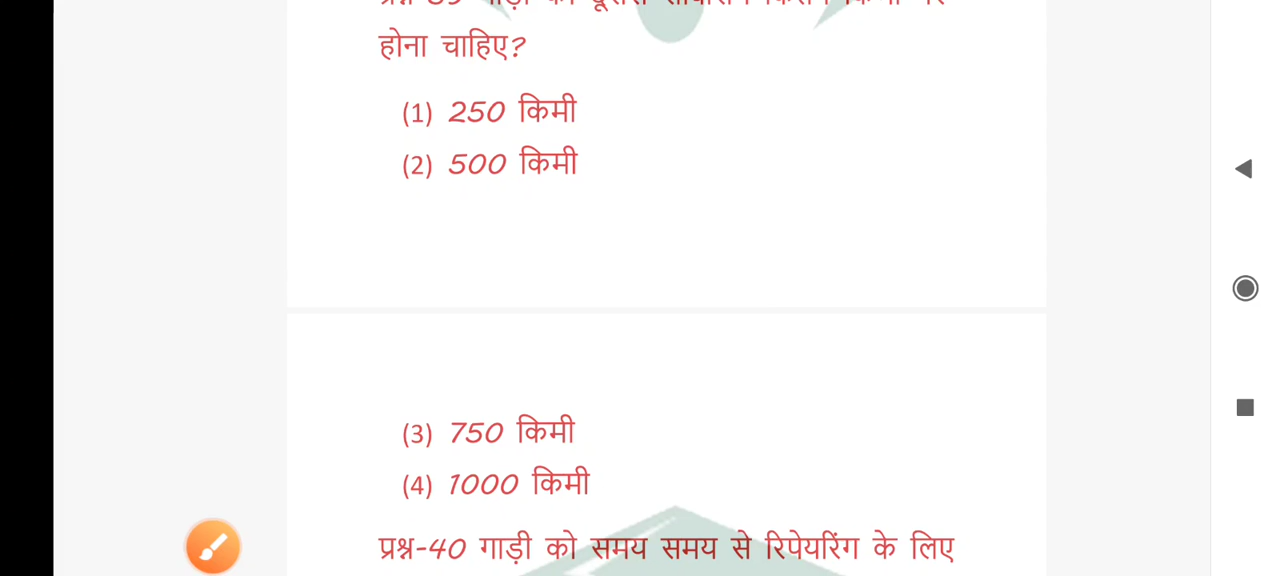 होना चाहिए?
(1) 250 किमी
(2) 500 किमी
(3) 750 किमी
(4) 1000 किमी
प्रश्न-40 गाड़ी को समय समय से रिपेयरिंग के लिए